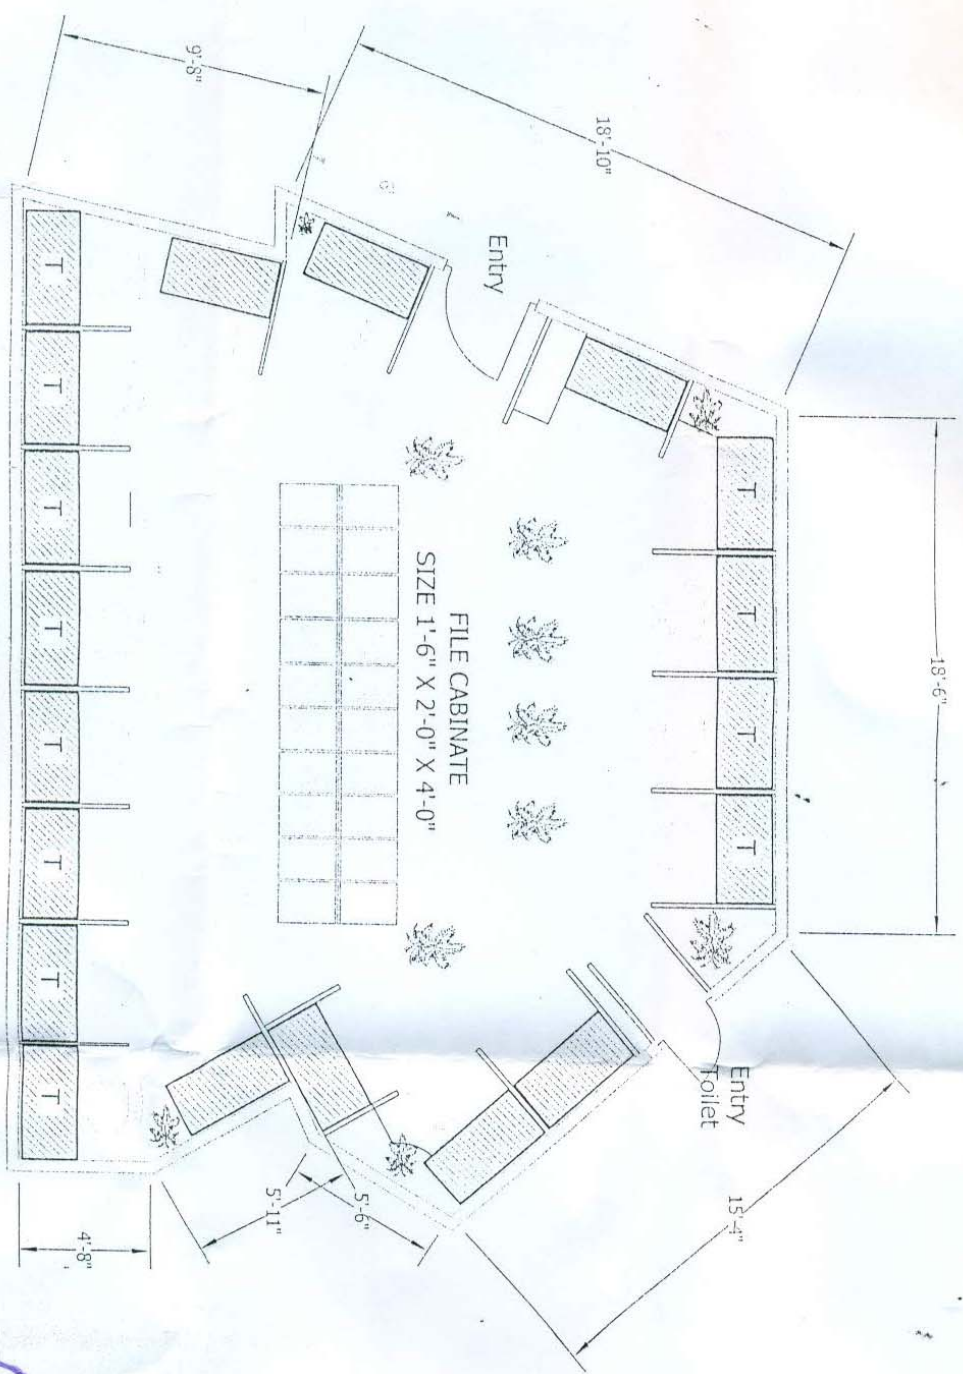 18'-6"
T T T T
Entry
Toilet
15'-4"
18'-10"
Entry
FILE CABINATE
SIZE 1'-6" X 2'-0" X 4'-0"
5'-6"
5'-11"
9'-8"
4'-8"
T T T T T T T T